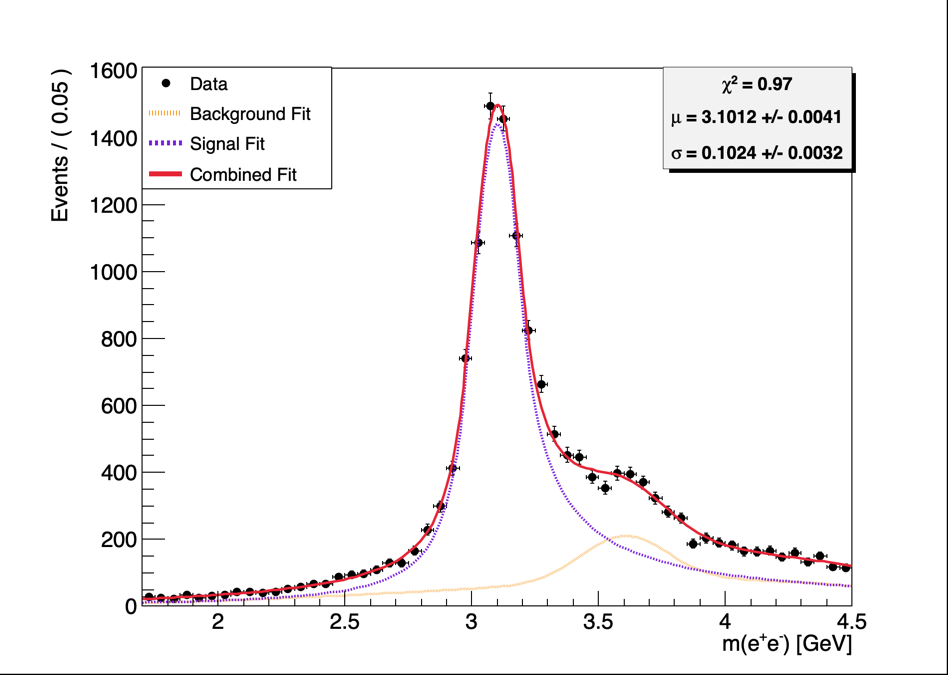 Events / ( 0.05 )
1600
1400
1200
1000
800
600
400
200
0
Data
Background Fit
Signal Fit
Combined Fit
χ² = 0.97
μ = 3.1012 +/- 0.0041
σ = 0.1024 +/- 0.0032
2 2.5 3 3.5 4 4.5
m(e⁺e⁻) [GeV]